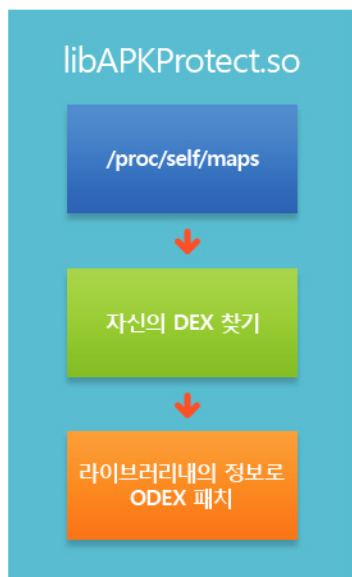 libAPKProtect.so
/proc/self/maps
자신의 DEX 찾기
라이브러리내의 정보로
ODEX 패치